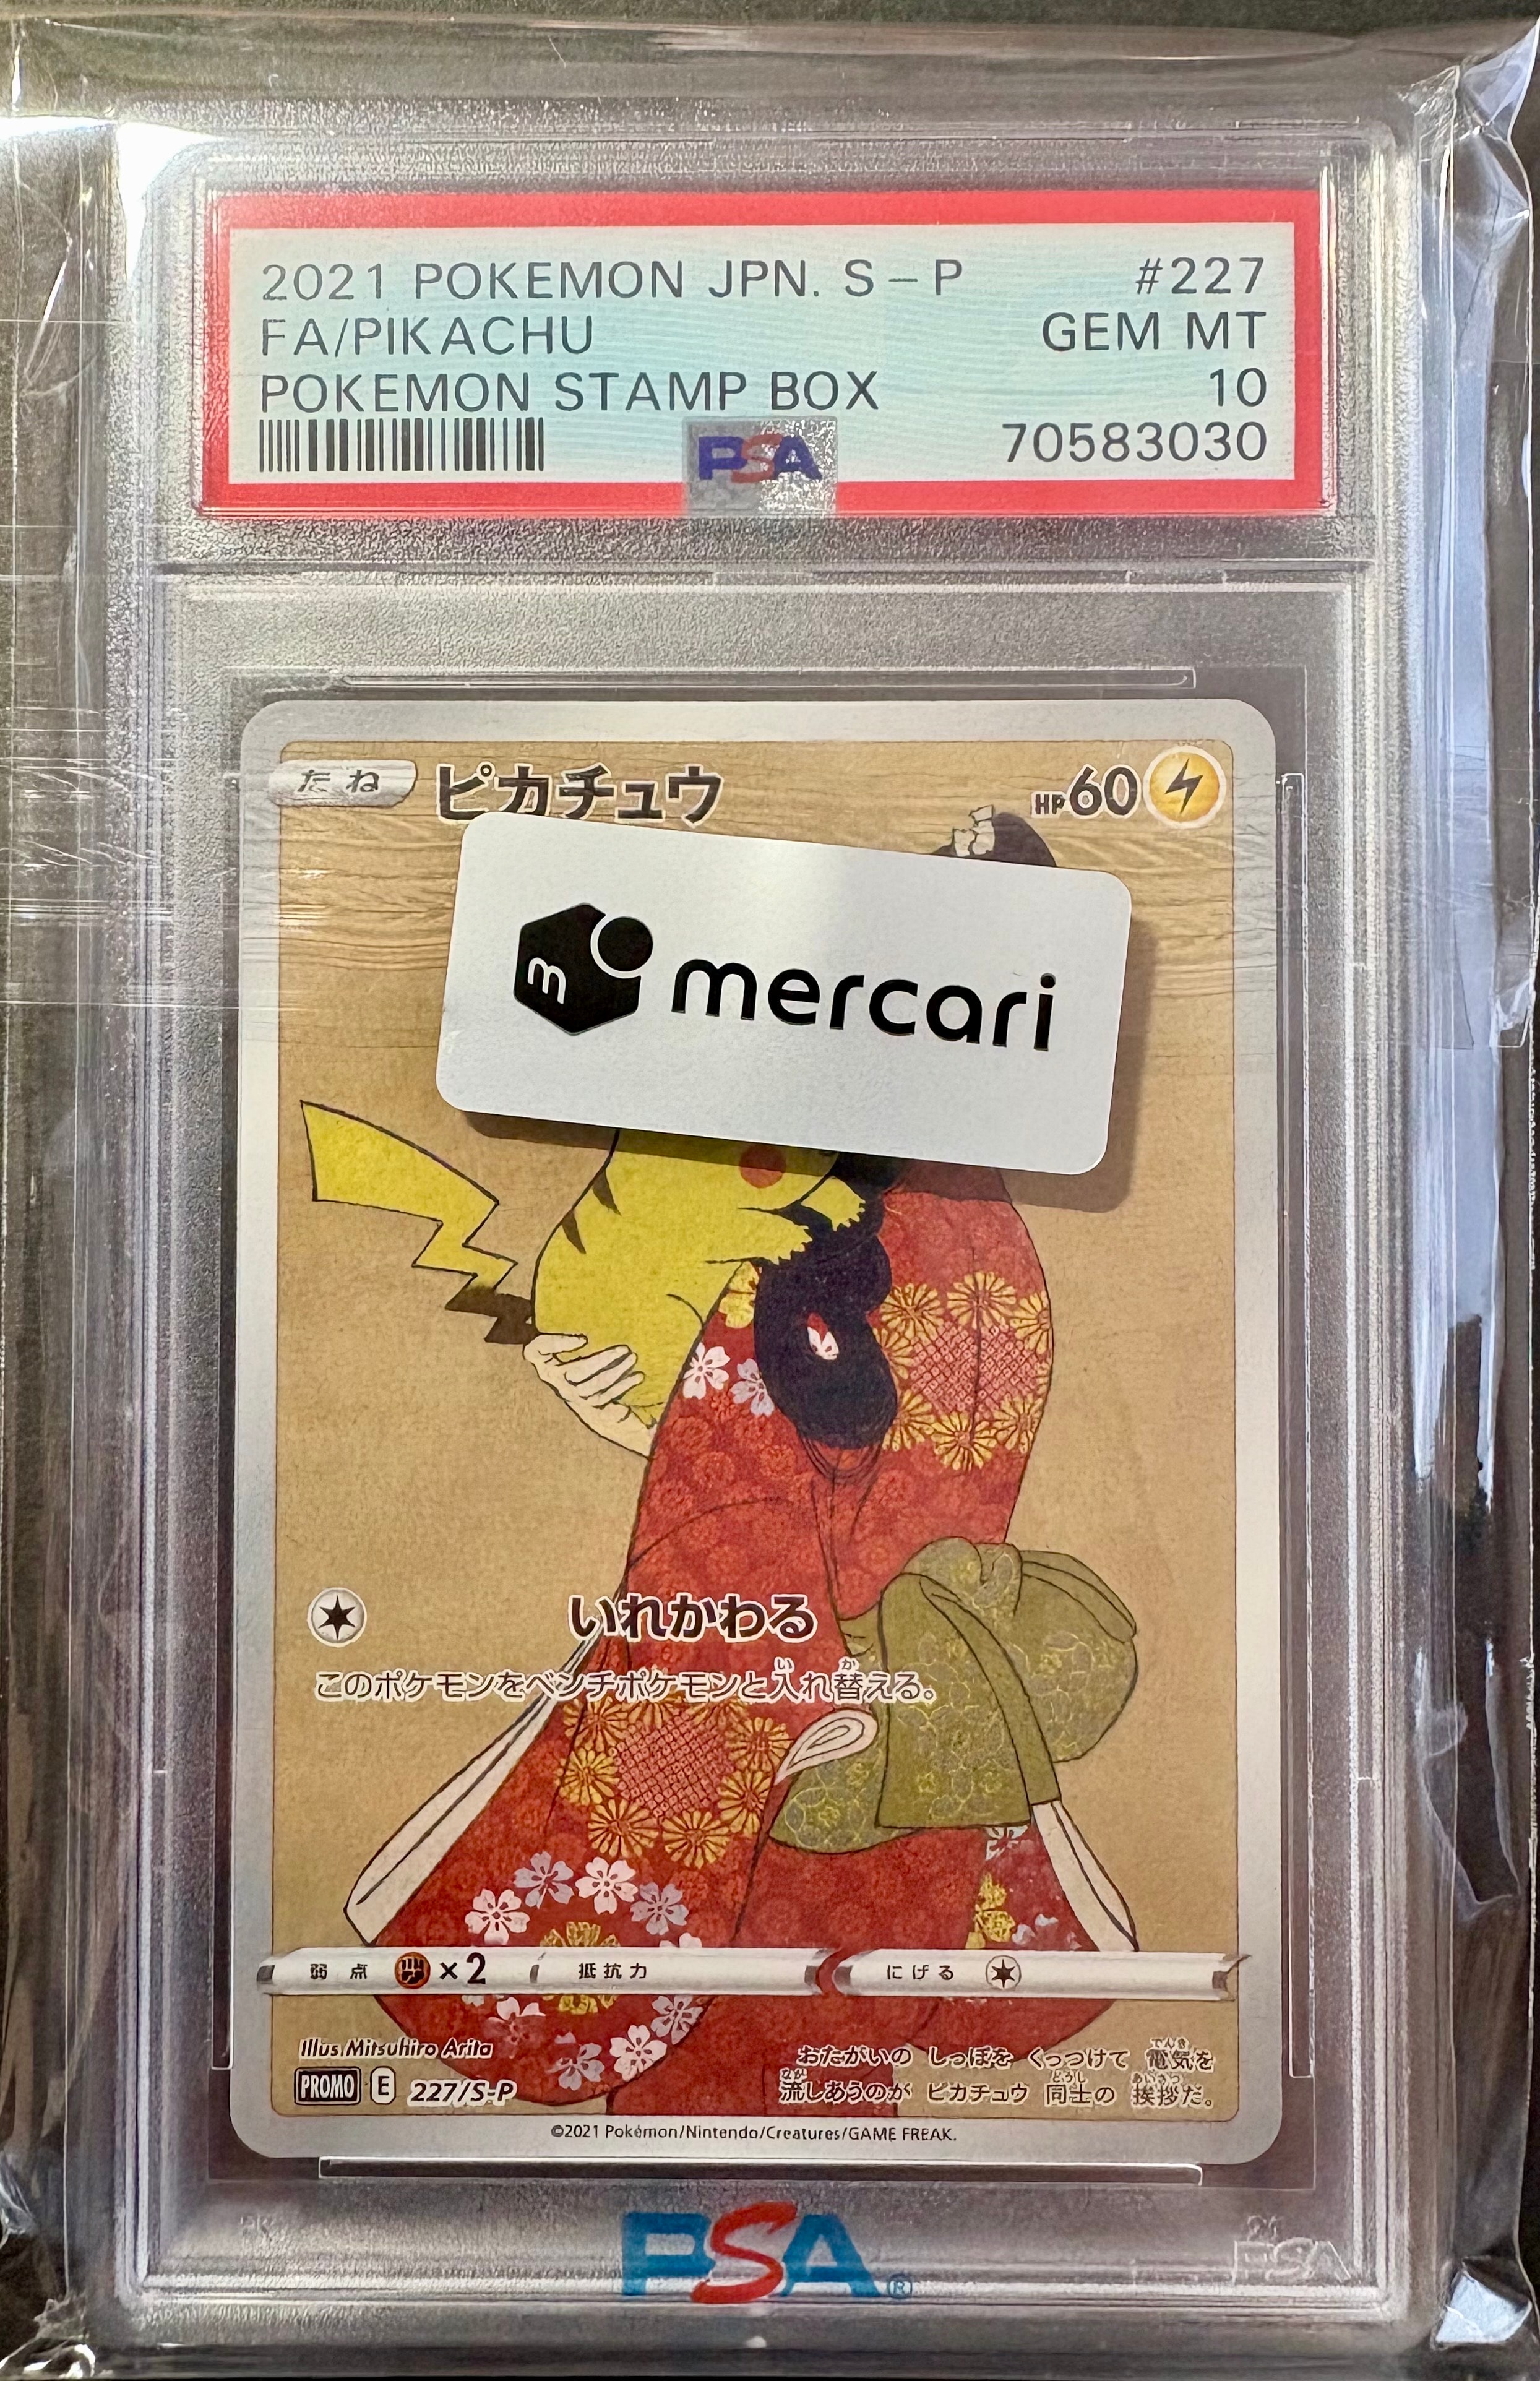 2021 POKEMON JPN. S-P #227
FA/PIKACHU GEM MT
POKEMON STAMP BOX 10
PSA 70583030
たね ピカチュウ HP60
m mercari
いれかわる
このポケモンをベンチポケモンと入れ替える。
弱点 ×2 抵抗力 にげる
Illus. Mitsuhiro Arita
PROMO E 227/S-P
おたがいの しっぽを くっつけて 電気を
流しあうのが ピカチュウ 同士の 挨拶だ。
©2021 Pokémon/Nintendo/Creatures/GAME FREAK.
PSA®
PSA